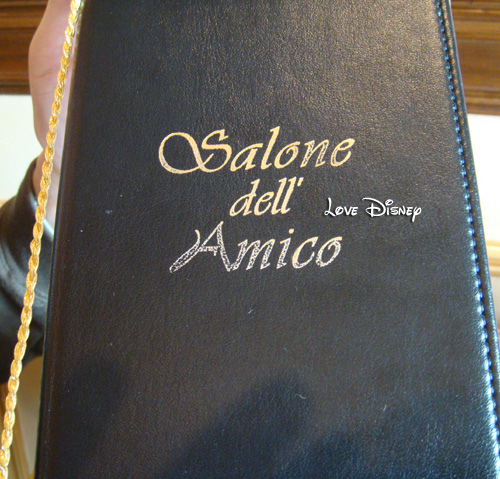 Salone
dell'
Love Disney
Amico